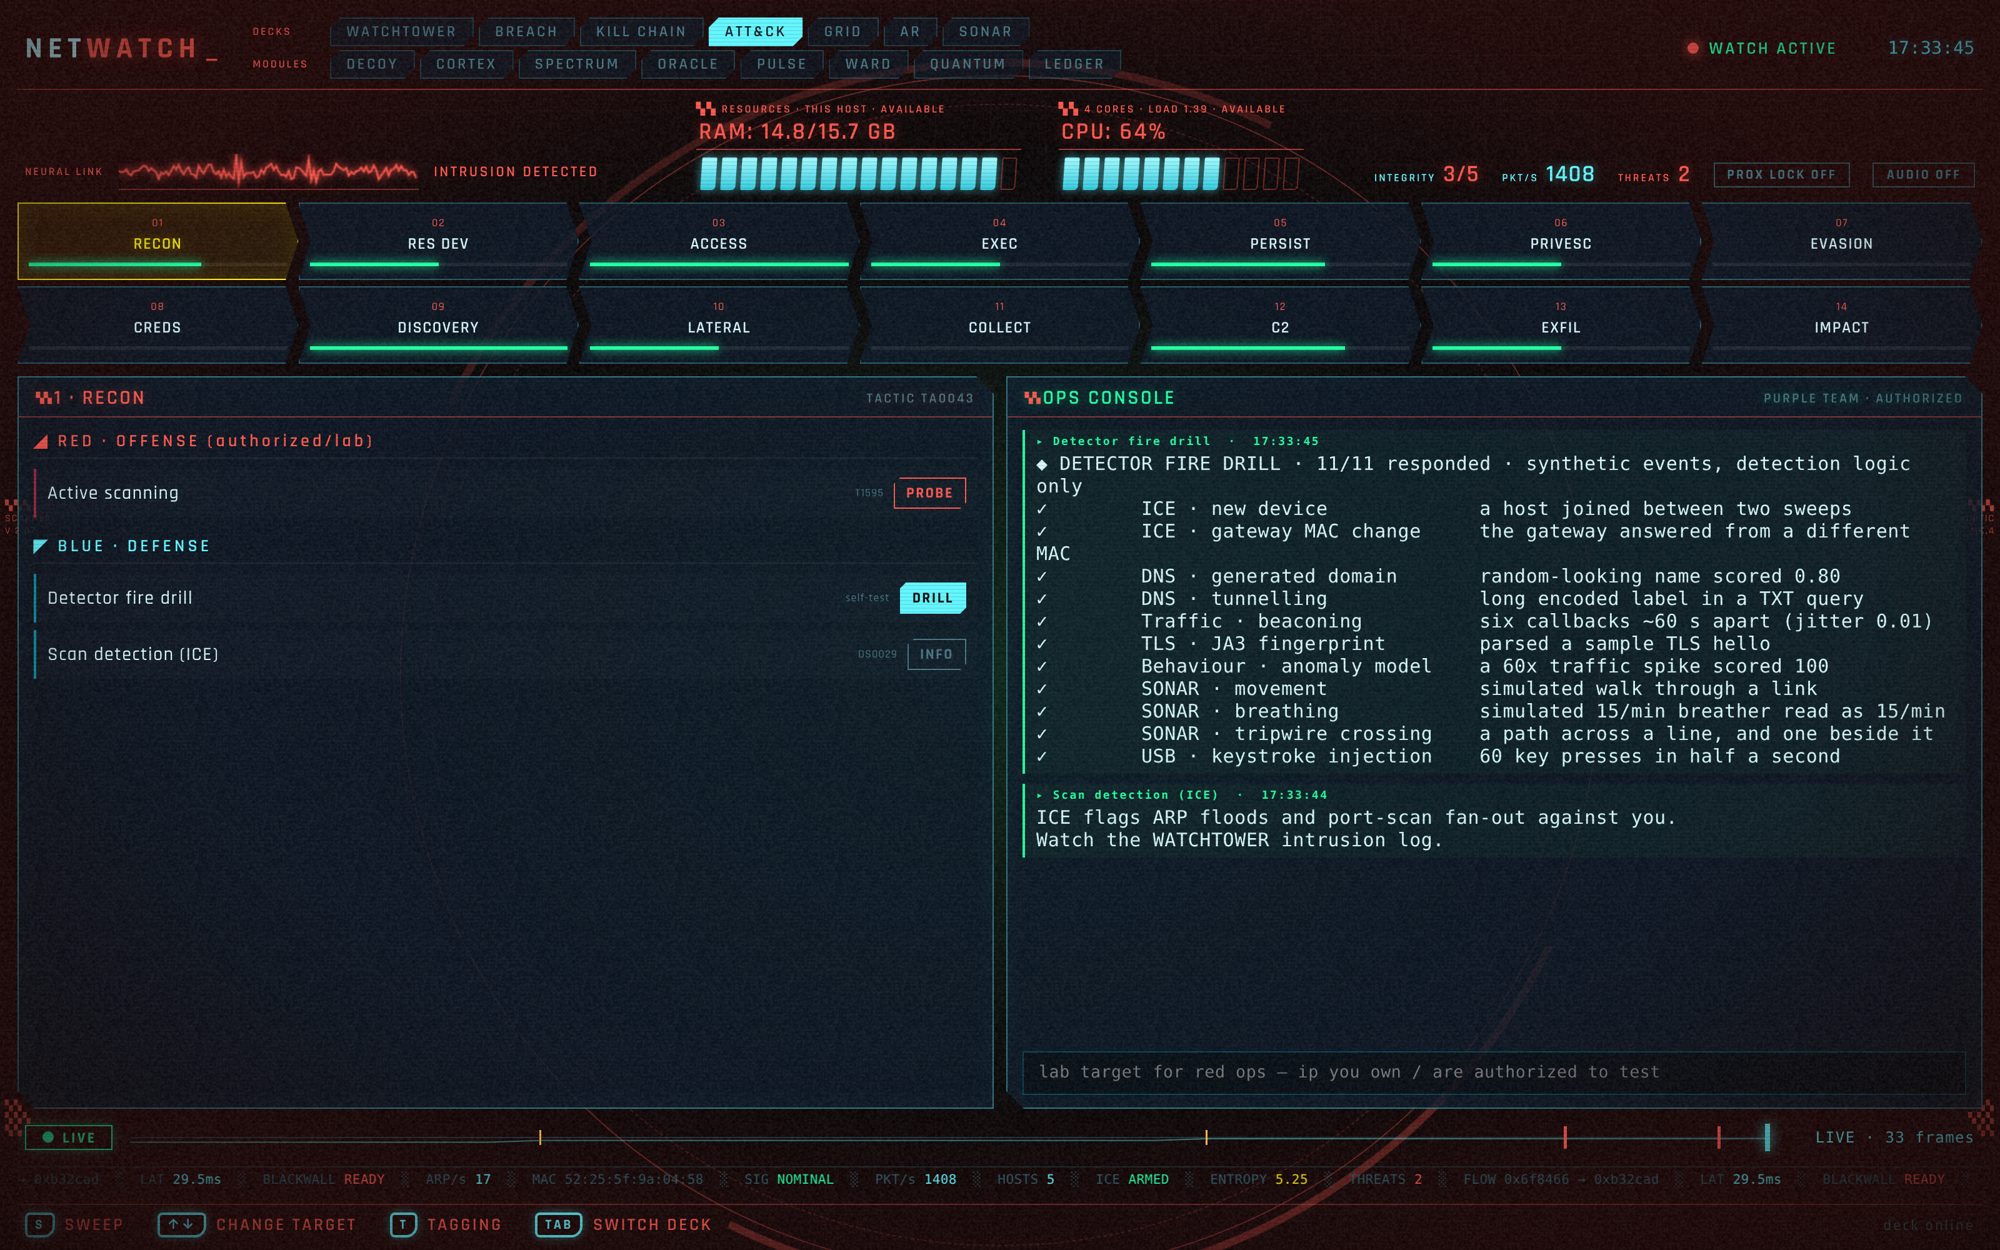 NETWATCH_
DECKS
WATCHTOWER
BREACH
KILL CHAIN
ATT&CK
GRID
AR
SONAR
MODULES
DECOY
CORTEX
SPECTRUM
ORACLE
PULSE
WARD
QUANTUM
LEDGER
WATCH ACTIVE
17:33:45
NEURAL LINK
INTRUSION DETECTED
RESOURCES · THIS HOST · AVAILABLE
RAM: 14.8/15.7 GB
4 CORES · LOAD 1.39 · AVAILABLE
CPU: 64%
INTEGRITY 3/5
PKT/S 1408
THREATS 2
PROX LOCK OFF
AUDIO OFF
01
RECON
02
RES DEV
03
ACCESS
04
EXEC
05
PERSIST
06
PRIVESC
07
EVASION
08
CREDS
09
DISCOVERY
10
LATERAL
11
COLLECT
12
C2
13
EXFIL
14
IMPACT
1 · RECON
TACTIC TA0043
RED · OFFENSE (authorized/lab)
Active scanning
T1595
PROBE
BLUE · DEFENSE
Detector fire drill
self-test
DRILL
Scan detection (ICE)
DS0029
INFO
OPS CONSOLE
PURPLE TEAM · AUTHORIZED
▸ Detector fire drill · 17:33:45
◆ DETECTOR FIRE DRILL · 11/11 responded · synthetic events, detection logic
only
✓ ICE · new device a host joined between two sweeps
✓ ICE · gateway MAC change the gateway answered from a different
MAC
✓ DNS · generated domain random-looking name scored 0.80
✓ DNS · tunnelling long encoded label in a TXT query
✓ Traffic · beaconing six callbacks ~60 s apart (jitter 0.01)
✓ TLS · JA3 fingerprint parsed a sample TLS hello
✓ Behaviour · anomaly model a 60x traffic spike scored 100
✓ SONAR · movement simulated walk through a link
✓ SONAR · breathing simulated 15/min breather read as 15/min
✓ SONAR · tripwire crossing a path across a line, and one beside it
✓ USB · keystroke injection 60 key presses in half a second
▸ Scan detection (ICE) · 17:33:44
ICE flags ARP floods and port-scan fan-out against you.
Watch the WATCHTOWER intrusion log.
lab target for red ops — ip you own / are authorized to test
LIVE
LIVE · 33 frames
→ 0xb32cad LAT 29.5ms BLACKWALL READY ARP/s 17 MAC 52:25:5f:9a:04:58 SIG NOMINAL PKT/s 1408 HOSTS 5 ICE ARMED ENTROPY 5.25 THREATS 2 FLOW 0x6f8466 → 0xb32cad LAT 29.5ms BLACKWALL READY
S SWEEP
↑↓ CHANGE TARGET
T TAGGING
TAB SWITCH DECK
deck online